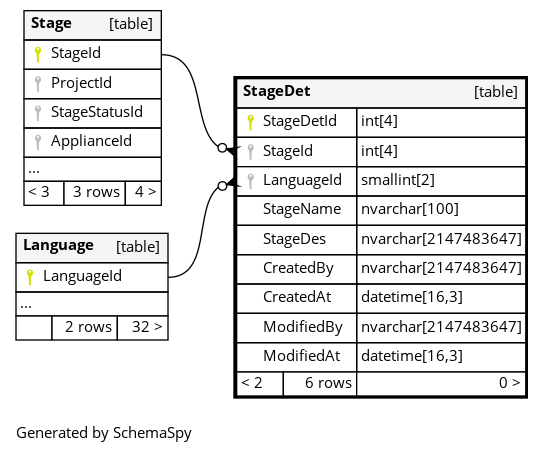 Stage [table]
StageId
ProjectId
StageStatusId
ApplianceId
...
< 3 3 rows 4 >
StageDet [table]
StageDetId int[4]
StageId int[4]
LanguageId smallint[2]
StageName nvarchar[100]
StageDes nvarchar[2147483647]
CreatedBy nvarchar[2147483647]
CreatedAt datetime[16,3]
ModifiedBy nvarchar[2147483647]
ModifiedAt datetime[16,3]
< 2 6 rows 0 >
Language [table]
LanguageId
...
2 rows 32 >
Generated by SchemaSpy